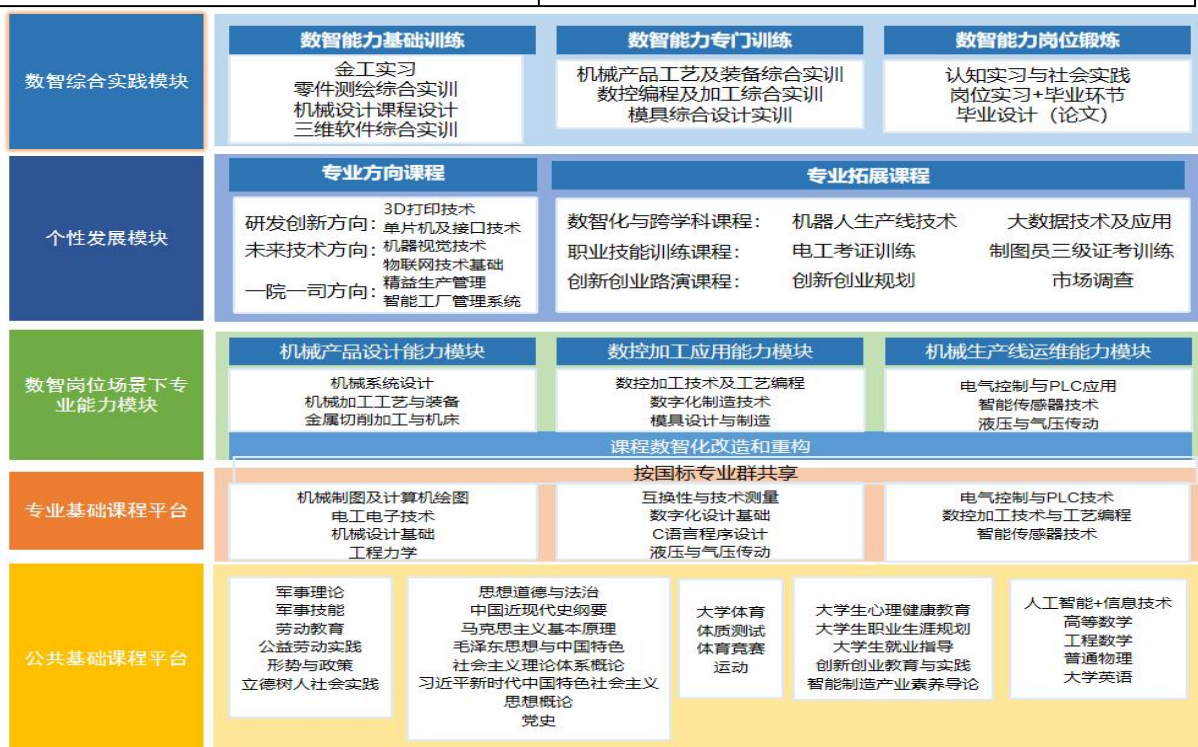 数智综合实践模块
数智能力基础训练
金工实习
零件测绘综合实训
机械设计课程设计
三维软件综合实训
数智能力专门训练
机械产品工艺及装备综合实训
数控编程及加工综合实训
模具综合设计实训
数智能力岗位锻炼
认知实习与社会实践
岗位实习+毕业环节
毕业设计（论文）
个性发展模块
专业方向课程
研发创新方向：
3D打印技术
单片机及接口技术
未来技术方向：
机器视觉技术
物联网技术基础
一院一司方向：
精益生产管理
智能工厂管理系统
专业拓展课程
数智化与跨学科课程： 机器人生产线技术 大数据技术及应用
职业技能训练课程： 电工考证训练 制图员三级证考训练
创新创业路演课程： 创新创业规划 市场调查
数智岗位场景下专
业能力模块
机械产品设计能力模块
机械系统设计
机械加工工艺与装备
金属切削加工与机床
数控加工应用能力模块
数控加工技术及工艺编程
数字化制造技术
模具设计与制造
机械生产线运维能力模块
电气控制与PLC应用
智能传感器技术
液压与气压传动
课程数智化改造和重构
按国标专业群共享
专业基础课程平台
机械制图及计算机绘图
电工电子技术
机械设计基础
工程力学
互换性与技术测量
数字化设计基础
C语言程序设计
液压与气压传动
电气控制与PLC技术
数控加工技术与工艺编程
智能传感器技术
公共基础课程平台
军事理论
军事技能
劳动教育
公益劳动实践
形势与政策
立德树人社会实践
思想道德与法治
中国近现代史纲要
马克思主义基本原理
毛泽东思想与中国特色
社会主义理论体系概论
习近平新时代中国特色社会主义
思想概论
党史
大学体育
体质测试
体育竞赛
运动
大学生心理健康教育
大学生职业生涯规划
大学生就业指导
创新创业教育与实践
智能制造产业素养导论
人工智能+信息技术
高等数学
工程数学
普通物理
大学英语